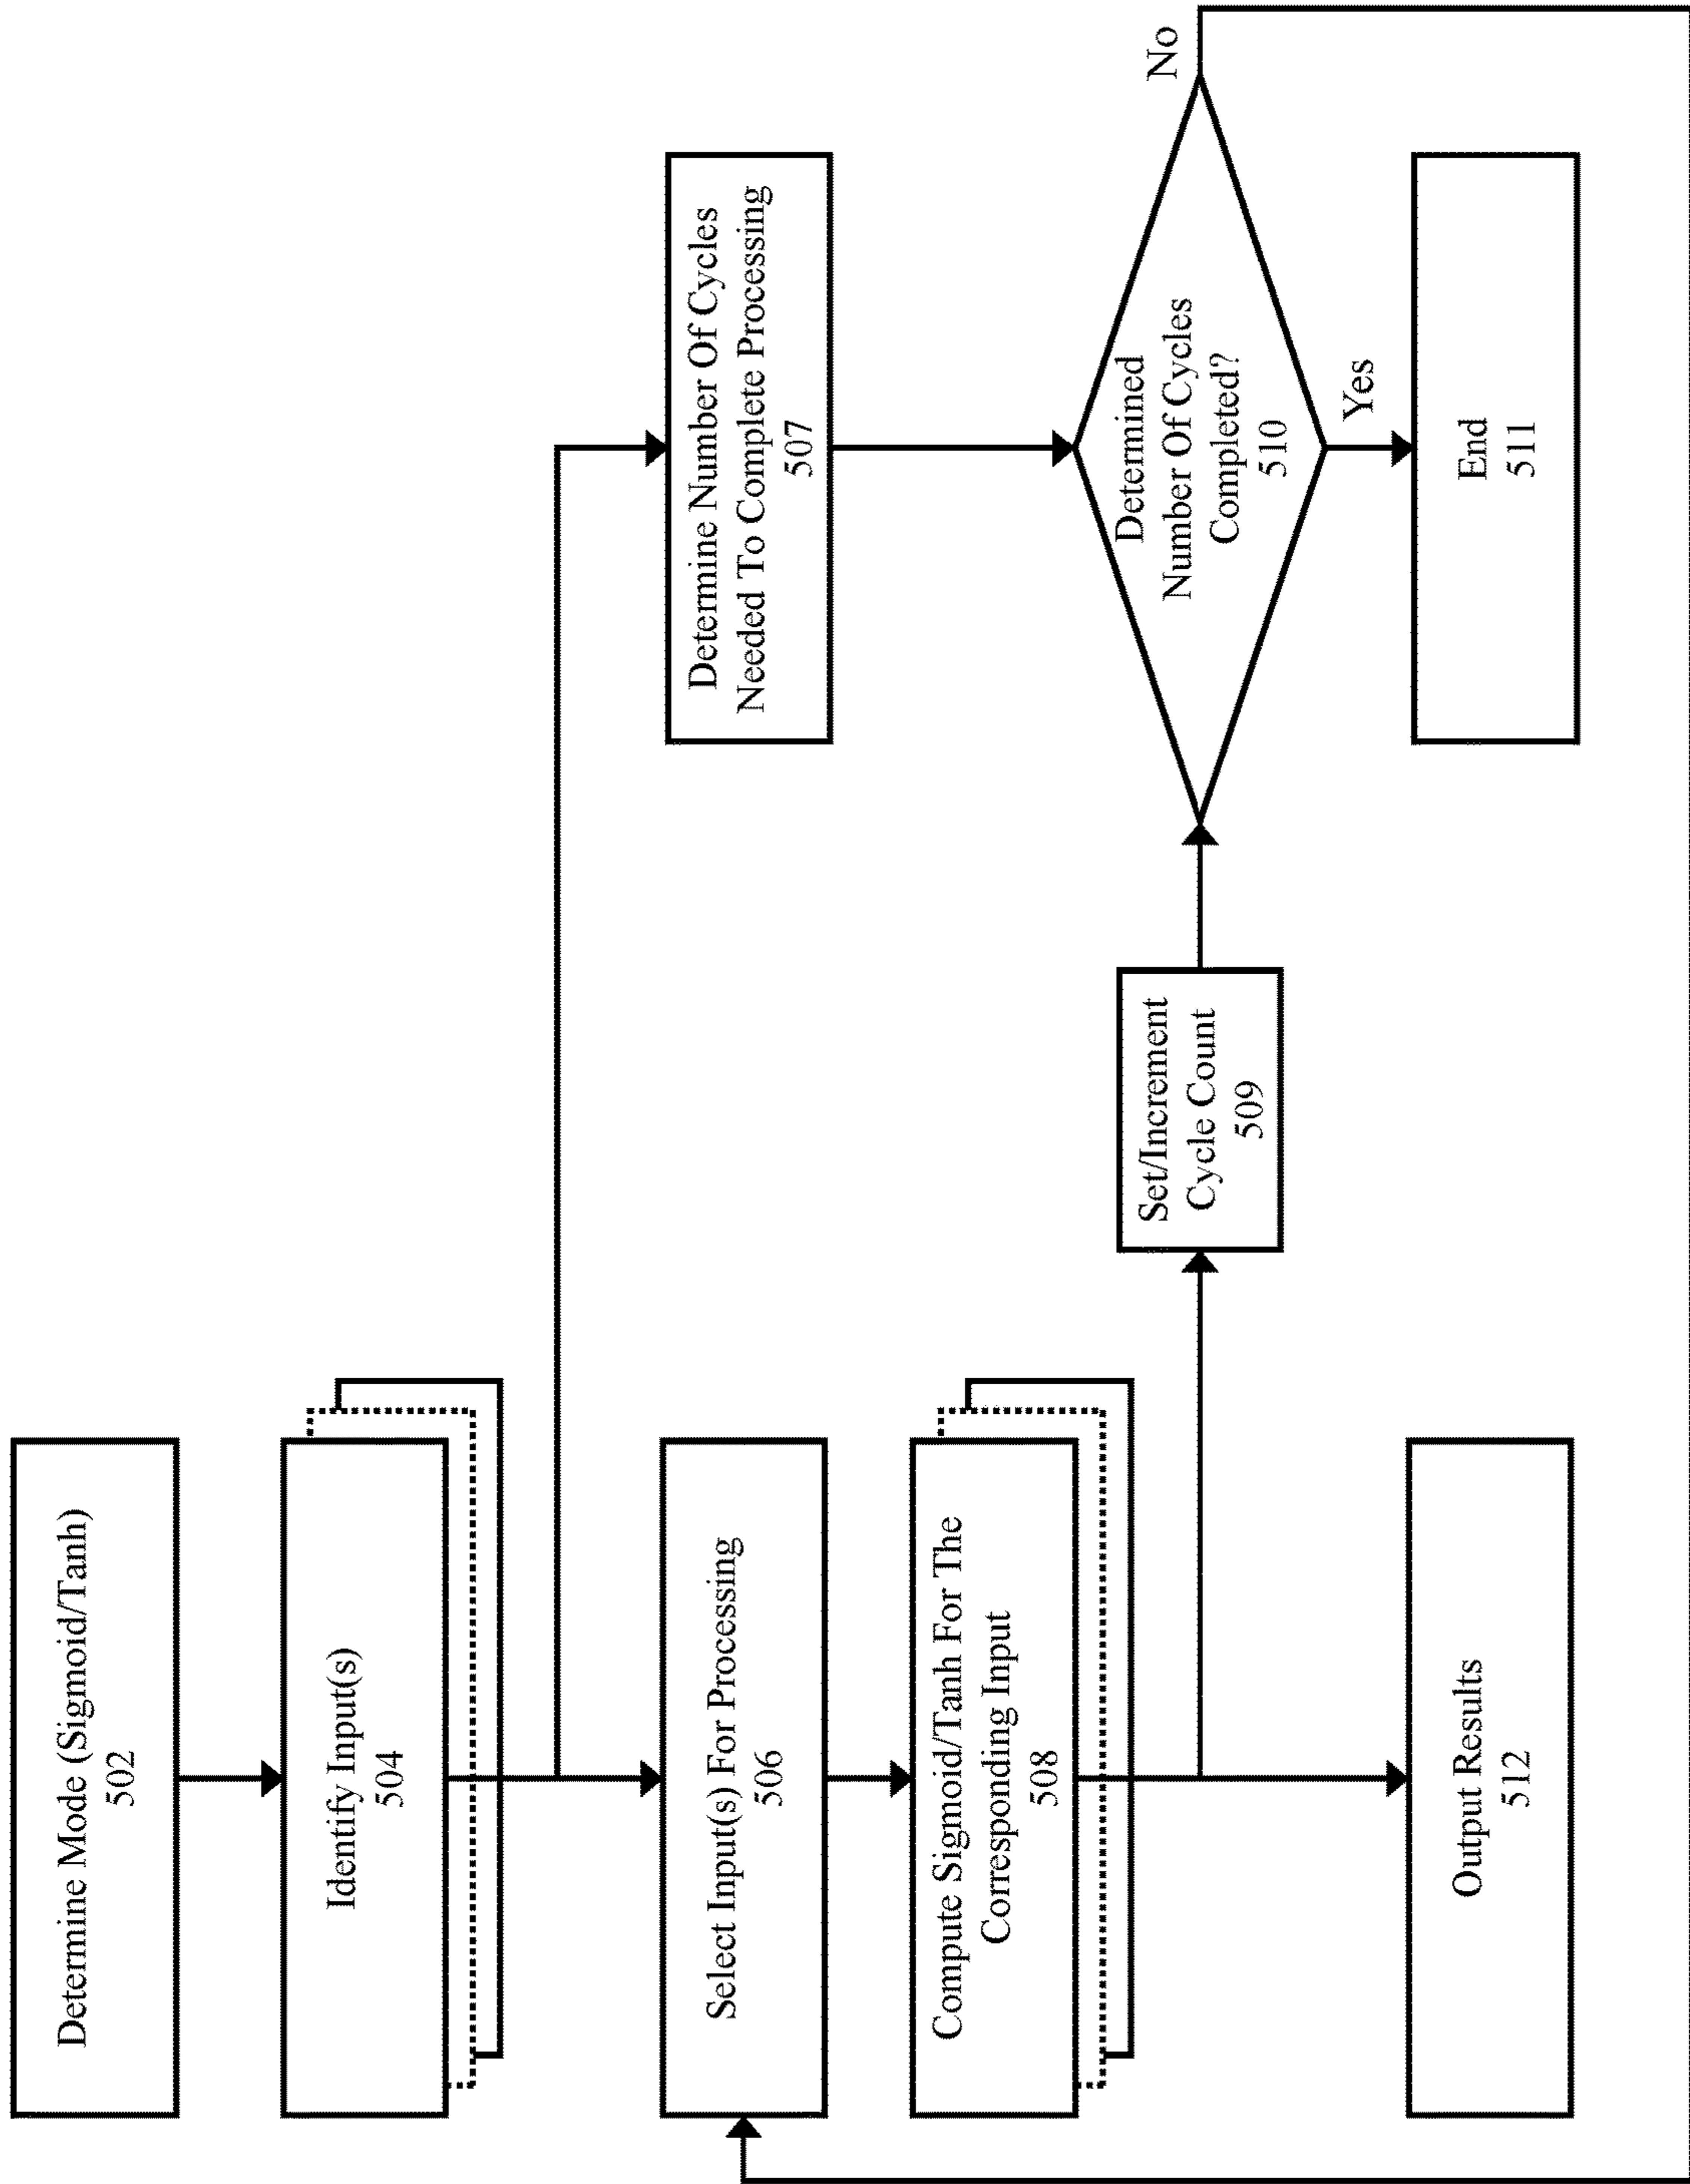 Determine Mode (Sigmoid/Tanh)
502
Identify Input(s)
504
Select Input(s) For Processing
506
Determine Number Of Cycles
Needed To Complete Processing
507
Compute Sigmoid/Tanh For The
Corresponding Input
508
Set/Increment
Cycle Count
509
Determined
Number Of Cycles
Completed?
510
No
Yes
Output Results
512
End
511